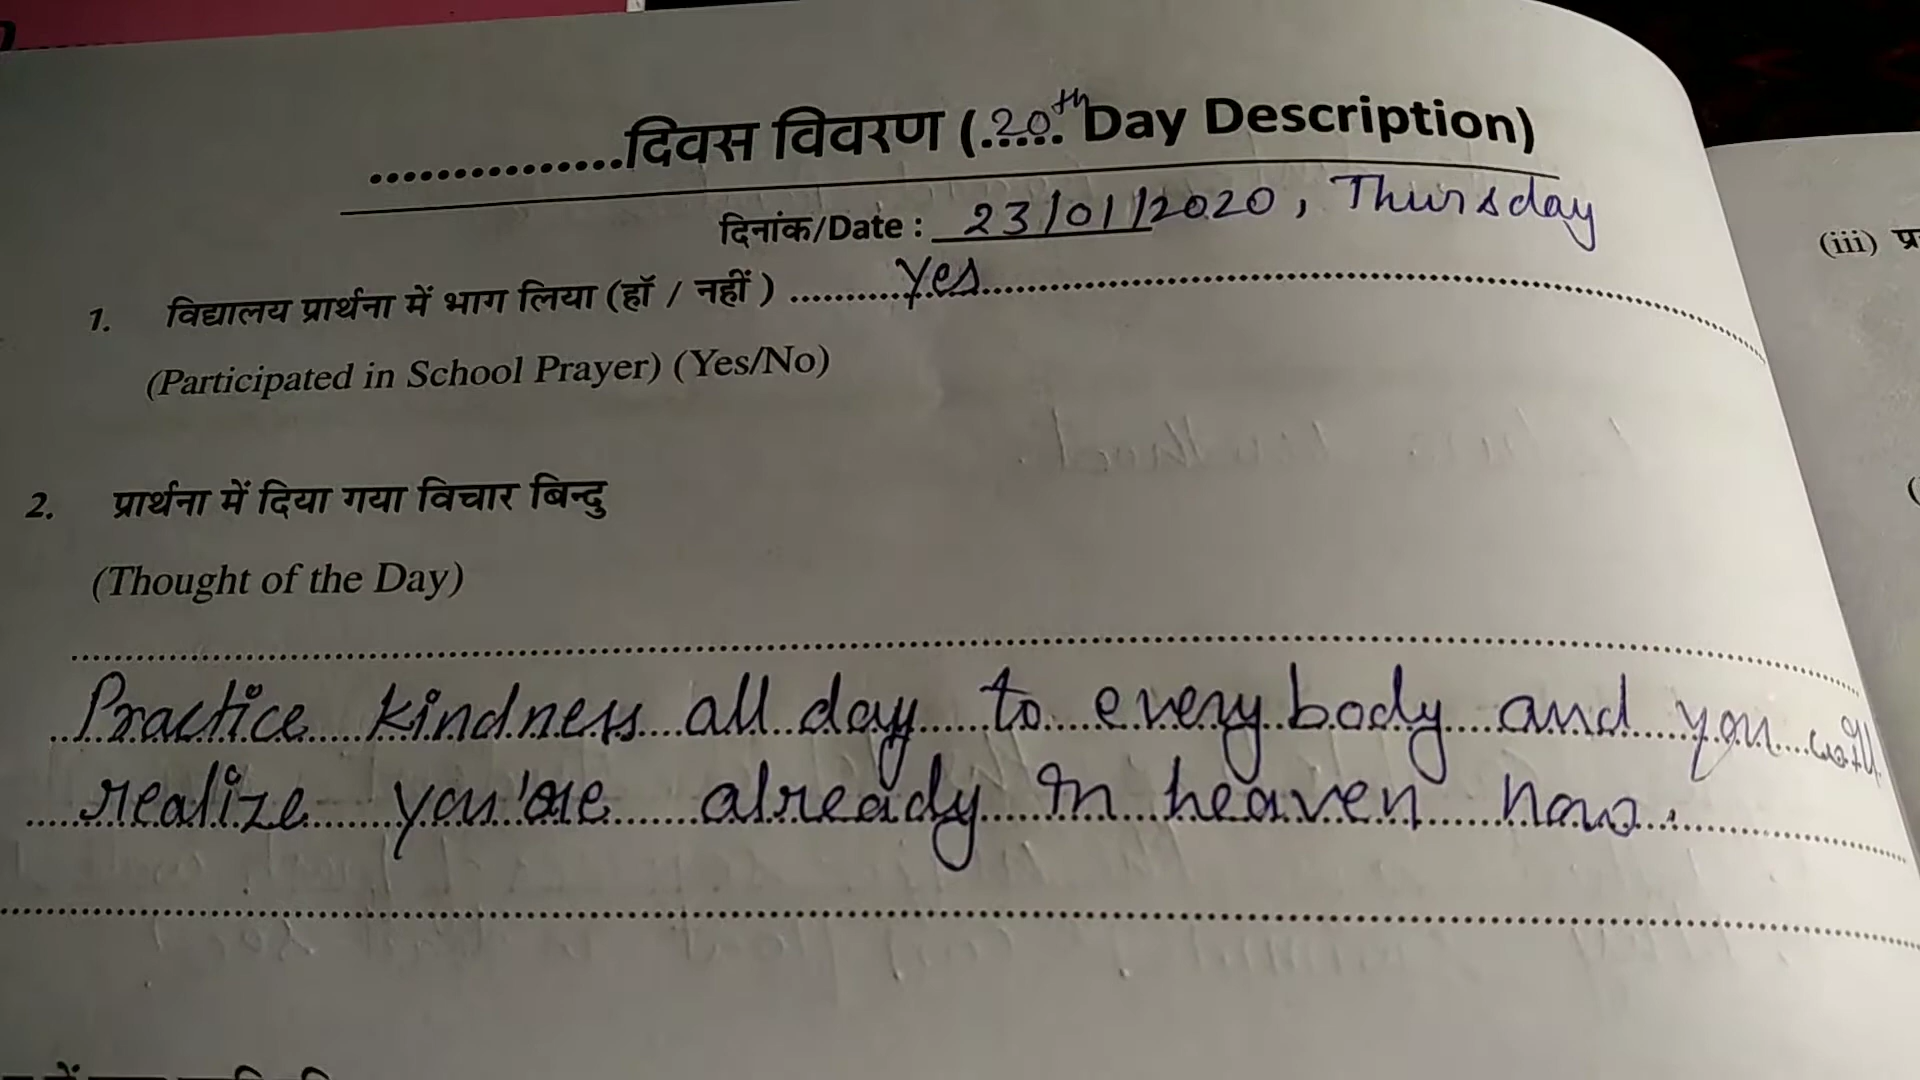 ..............दिवस विवरण (.20th. Day Description)
दिनांक/Date : 23/01/2020, Thursday
1. विद्यालय प्रार्थना में भाग लिया (हॉ / नहीं ) ..........Yes..........
(Participated in School Prayer) (Yes/No)
2. प्रार्थना में दिया गया विचार बिन्दु
(Thought of the Day)
Practice kindness all day to everybody and you will
realize you're already in heaven now.
(iii)